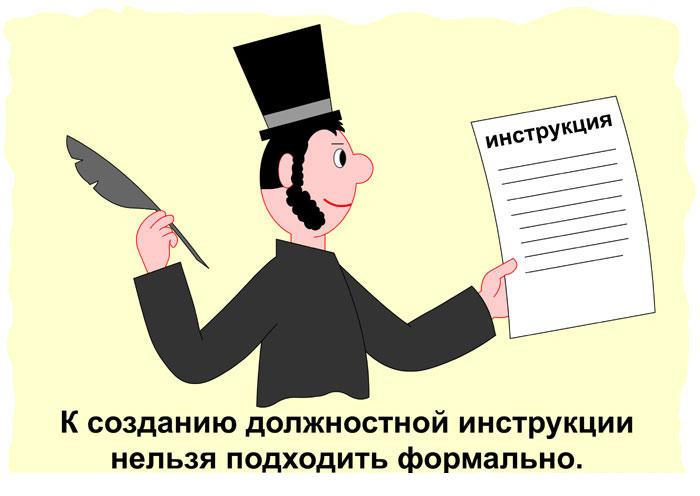 инструкция
К созданию должностной инструкции
нельзя подходить формально.